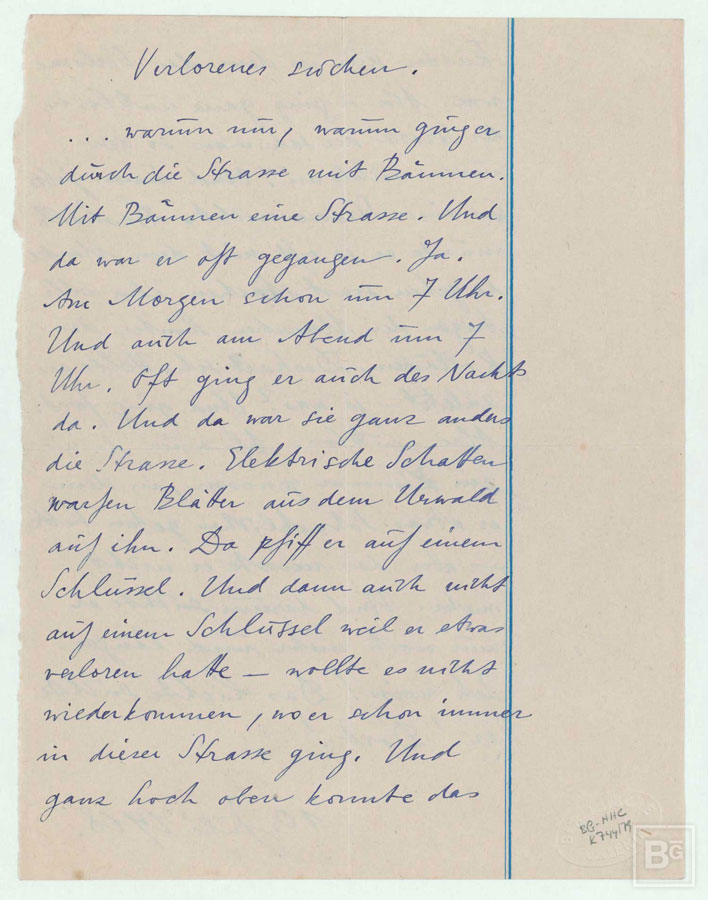 Verlorenes suchen.
... warum nur, warum ging er
durch die Strasse mit Bäumen.
Mit Bäumen eine Strasse. Und
da war er oft gegangen. Ja.
Am Morgen schon um 7 Uhr.
Und auch am Abend um 7
Uhr. Oft ging er auch des Nachts
da. Und da war sie ganz anders
die Strasse. Elektrische Schatten
warfen Blätter aus dem Urwald
auf ihn. Da pfiff er auf einem
Schlüssel. Und dann auch nicht
auf einem Schlüssel weil er etwas
verloren hatte – wollte es nicht
wiederkommen, wo er schon immer
in dieser Strasse ging. Und
ganz hoch oben konnte das
BG-HHC
K 744/79
BG